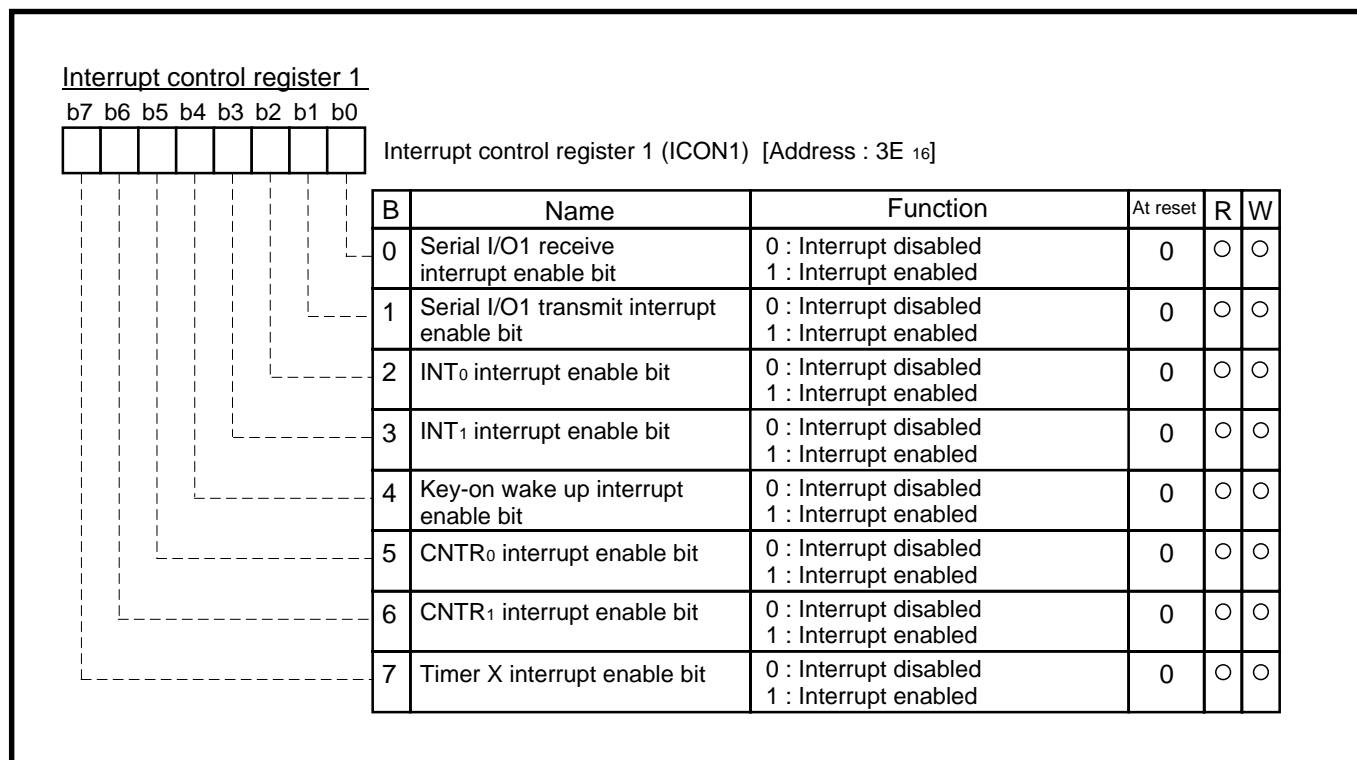 Interrupt control register 1
b7 b6 b5 b4 b3 b2 b1 b0
Interrupt control register 1 (ICON1) [Address : 3E 16]
B Name Function At reset R W
0 Serial I/O1 receive interrupt enable bit 0 : Interrupt disabled 0 ○ ○
1 : Interrupt enabled
1 Serial I/O1 transmit interrupt enable bit 0 : Interrupt disabled 0 ○ ○
1 : Interrupt enabled
2 INT0 interrupt enable bit 0 : Interrupt disabled 0 ○ ○
1 : Interrupt enabled
3 INT1 interrupt enable bit 0 : Interrupt disabled 0 ○ ○
1 : Interrupt enabled
4 Key-on wake up interrupt enable bit 0 : Interrupt disabled 0 ○ ○
1 : Interrupt enabled
5 CNTR0 interrupt enable bit 0 : Interrupt disabled 0 ○ ○
1 : Interrupt enabled
6 CNTR1 interrupt enable bit 0 : Interrupt disabled 0 ○ ○
1 : Interrupt enabled
7 Timer X interrupt enable bit 0 : Interrupt disabled 0 ○ ○
1 : Interrupt enabled